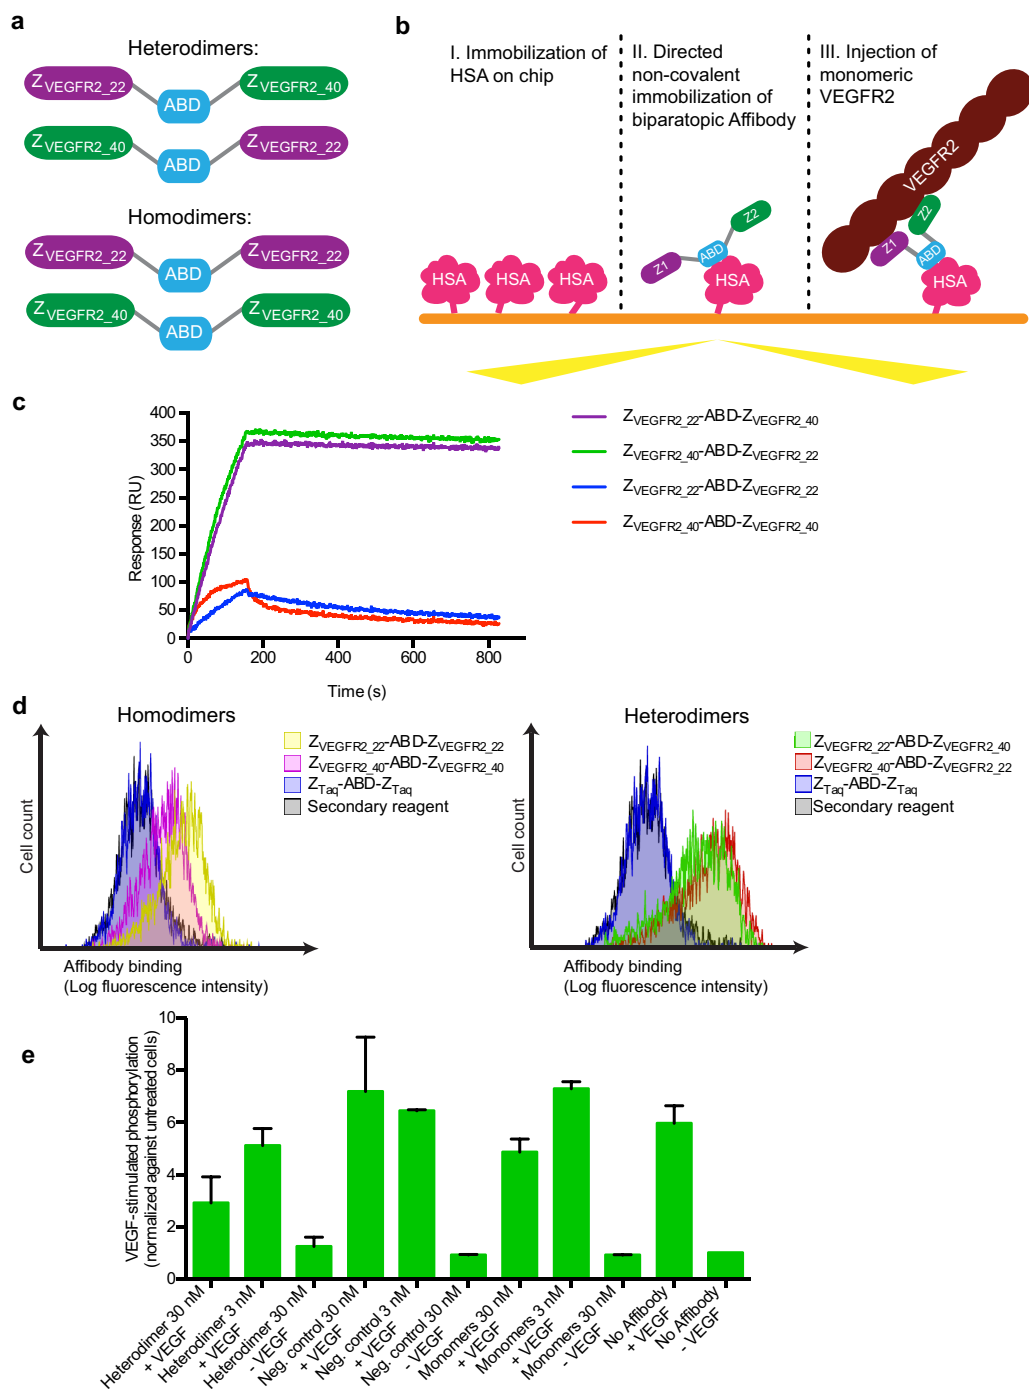 a
Heterodimers:
ZVEGFR2_22 ABD ZVEGFR2_40
ZVEGFR2_40 ABD ZVEGFR2_22
Homodimers:
ZVEGFR2_22 ABD ZVEGFR2_22
ZVEGFR2_40 ABD ZVEGFR2_40
b
I. Immobilization of
HSA on chip
II. Directed
non-covalent
immobilization of
biparatopic Affibody
III. Injection of
monomeric
VEGFR2
HSA HSA HSA
Z1 ABD Z2
HSA
VEGFR2
Z1 ABD Z2
HSA
c
400
350
300
250
200
150
100
50
0
Response (RU)
0 200 400 600 800
Time (s)
ZVEGFR2_22-ABD-ZVEGFR2_40
ZVEGFR2_40-ABD-ZVEGFR2_22
ZVEGFR2_22-ABD-ZVEGFR2_22
ZVEGFR2_40-ABD-ZVEGFR2_40
d
Homodimers
ZVEGFR2_22-ABD-ZVEGFR2_22
ZVEGFR2_40-ABD-ZVEGFR2_40
ZTaq-ABD-ZTaq
Secondary reagent
Cell count
Affibody binding
(Log fluorescence intensity)
Heterodimers
ZVEGFR2_22-ABD-ZVEGFR2_40
ZVEGFR2_40-ABD-ZVEGFR2_22
ZTaq-ABD-ZTaq
Secondary reagent
Cell count
Affibody binding
(Log fluorescence intensity)
e
VEGF-stimulated phosphorylation
(normalized against untreated cells)
10
8
6
4
2
0
Heterodimer 30 nM
+ VEGF
Heterodimer 3 nM
+ VEGF
Heterodimer 30 nM
- VEGF
Neg. control 30 nM
+ VEGF
Neg. control 3 nM
+ VEGF
Neg. control 30 nM
- VEGF
Monomers 30 nM
+ VEGF
Monomers 3 nM
+ VEGF
Monomers 30 nM
- VEGF
No Affibody
+ VEGF
No Affibody
- VEGF